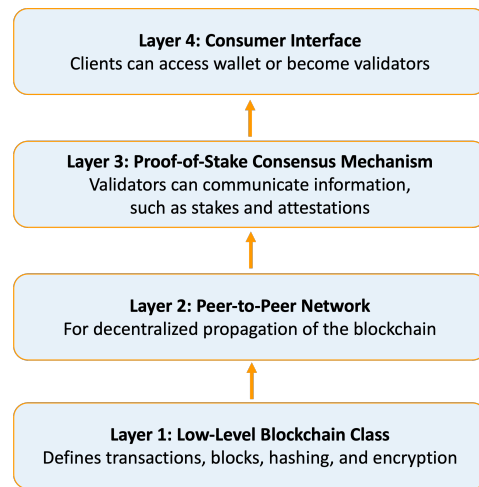 Layer 4: Consumer Interface
Clients can access wallet or become validators
Layer 3: Proof-of-Stake Consensus Mechanism
Validators can communicate information,
such as stakes and attestations
Layer 2: Peer-to-Peer Network
For decentralized propagation of the blockchain
Layer 1: Low-Level Blockchain Class
Defines transactions, blocks, hashing, and encryption